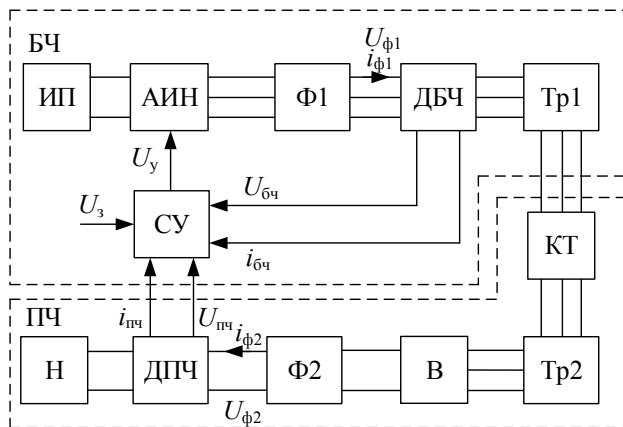 БЧ
Uф1
iф1
ИП
АИН
Ф1
ДБЧ
Тр1
Uу
Uбч
Uз
СУ
iбч
КТ
ПЧ
iпч
Uпч
iф2
Н
ДПЧ
Ф2
В
Тр2
Uф2